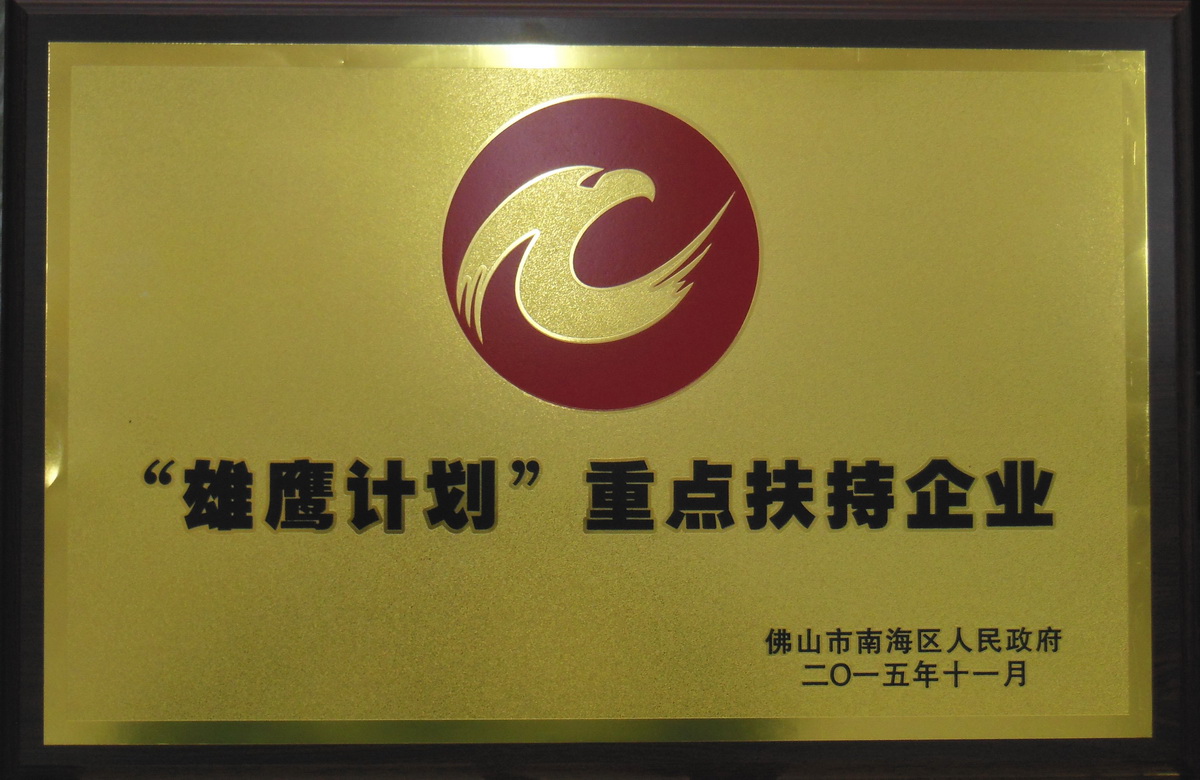 “雄鹰计划”重点扶持企业
佛山市南海区人民政府
二〇一五年十一月